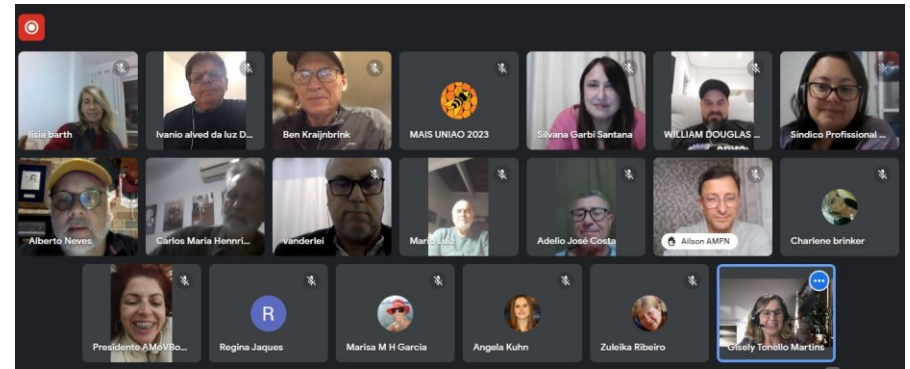 lisia barth
Ivanio alved da luz D...
Ben Kraijnbrink
MAIS UNIAO 2023
Silvana Garbi Santana
WILLIAM DOUGLAS ...
Síndico Profissional ...
Alberto Neves
Carlos Maria Hennri...
vanderlei
Mario Luiz
Adelio José Costa
Ailson AMPN
Charlene brinker
Presidente AMoVBo...
R
Regina Jaques
Marisa M H Garcia
Angela Kuhn
Zuleika Ribeiro
Gisely Tonello Martins